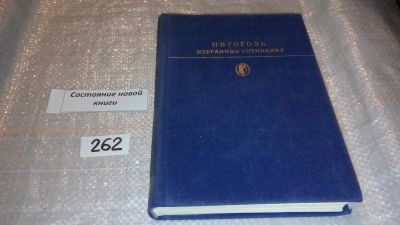 Н·В·ГОГОЛЬ
ИЗБРАННЫЕ СОЧИНЕНИЯ
Состояние новой
книги
262